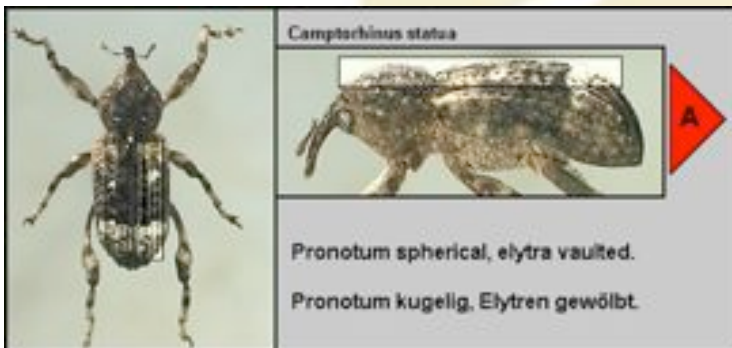 Camptorhinus statua
A
Pronotum spherical, elytra vaulted.
Pronotum kugelig, Elytren gewölbt.